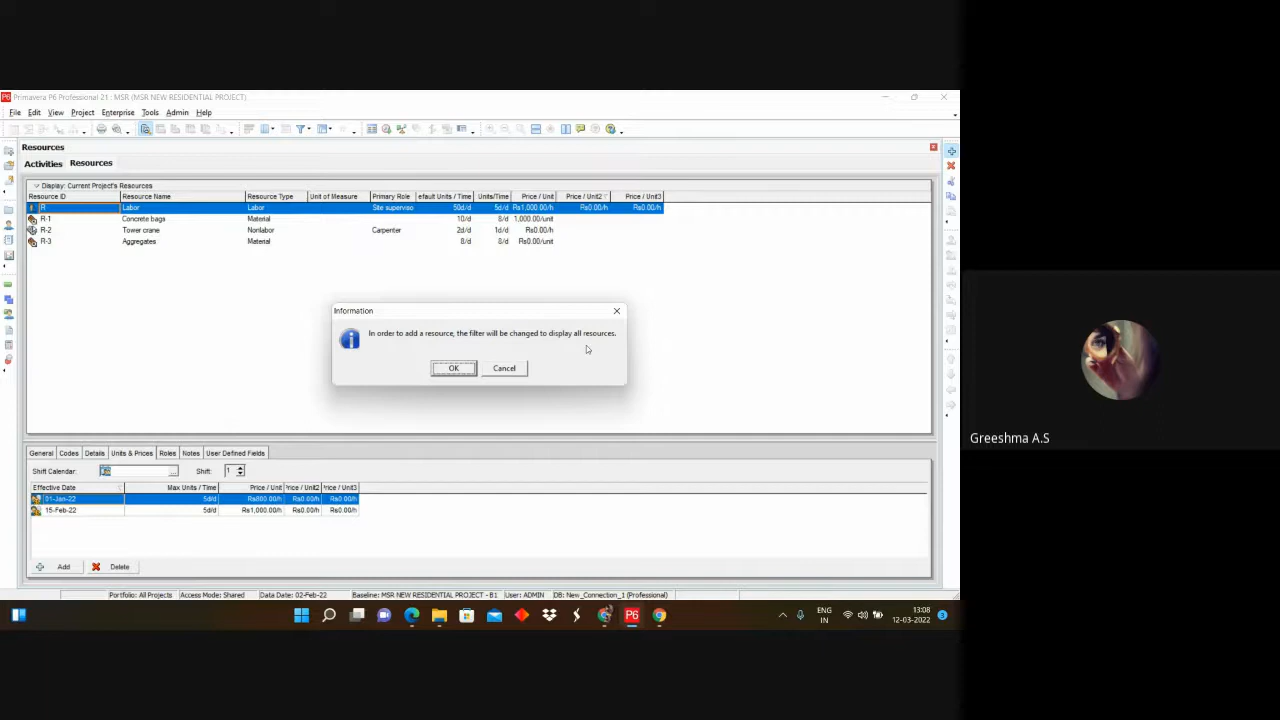 Primavera P6 Professional 21 : MSR (MSR NEW RESIDENTIAL PROJECT)
File Edit View Project Enterprise Tools Admin Help
Resources
Activities Resources
Display: Current Project's Resources
Resource ID Resource Name Resource Type Unit of Measure Primary Role efault Units / Time Units/Time Price / Unit Price / Unit2 Price / Unit3
R Labor Labor Site superviso 50d/d 5d/d Rs1,000.00/h Rs0.00/h Rs0.00/h
R-1 Concrete bags Material 10/d 8/d 1,000.00/unit
R-2 Tower crane Nonlabor Carpenter 2d/d 1d/d Rs0.00/h
R-3 Aggregates Material 8/d 8/d Rs0.00/unit
Information
In order to add a resource, the filter will be changed to display all resources.
OK Cancel
Greeshma A.S
General Codes Details Units & Prices Roles Notes User Defined Fields
Shift Calendar: ... Shift: 1
Effective Date Max Units / Time Price / Unit Price / Unit2 Price / Unit3
01-Jan-22 5d/d Rs800.00/h Rs0.00/h Rs0.00/h
15-Feb-22 5d/d Rs1,000.00/h Rs0.00/h Rs0.00/h
Add Delete
Portfolio: All Projects Access Mode: Shared Data Date: 02-Feb-22 Baseline: MSR NEW RESIDENTIAL PROJECT - B1 User: ADMIN DB: New_Connection_1 (Professional)
P6
ENG
IN
13:08
12-03-2022
3